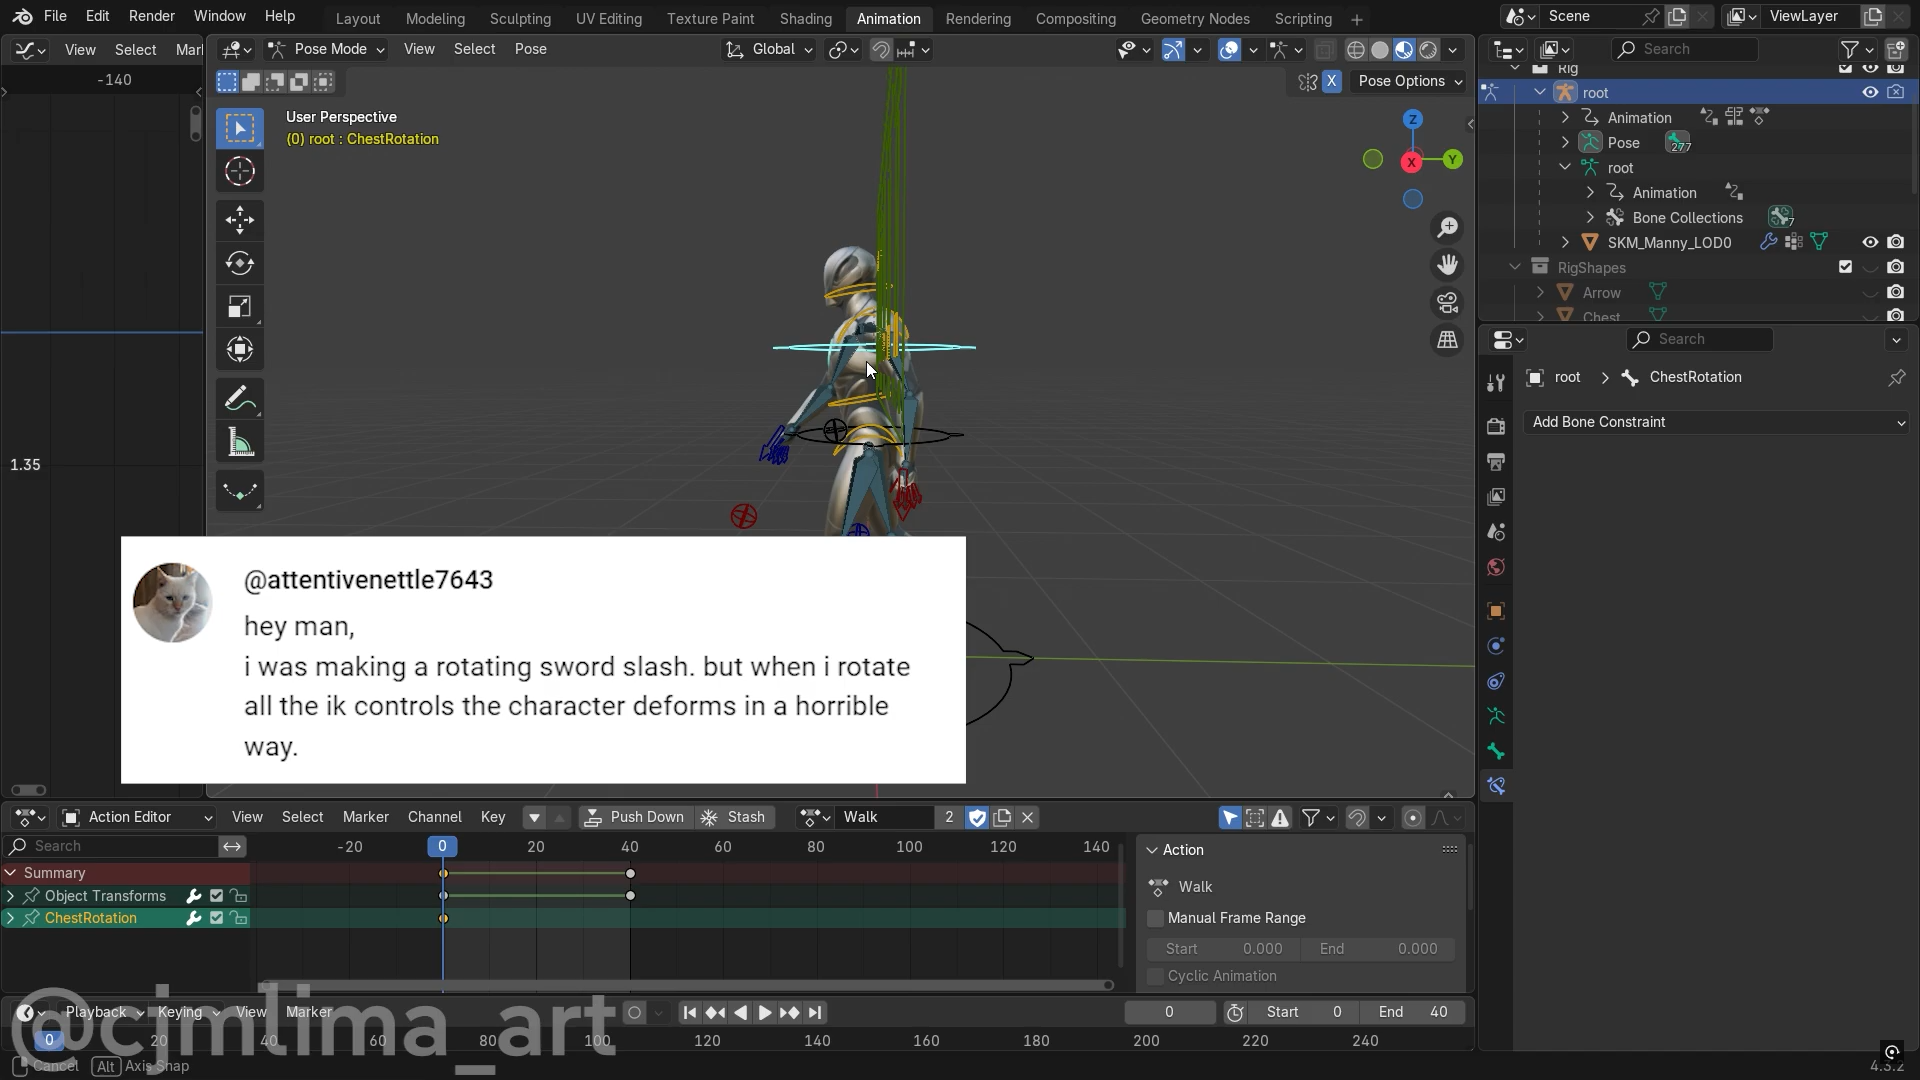 File Edit Render Window Help Layout Modeling Sculpting UV Editing Texture Paint Shading Animation Rendering Compositing Geometry Nodes Scripting + Scene ViewLayer
View Select Mar Pose Mode View Select Pose Global Search
-140
X Pose Options
User Perspective
(0) root : ChestRotation
Z
X
Y
1.35
Rig
root
Animation
Pose 277
root
Animation
Bone Collections 7
SKM_Manny_LOD0
RigShapes
Arrow
Chest
Search
root > ChestRotation
Add Bone Constraint
@attentivenettle7643
hey man,
i was making a rotating sword slash. but when i rotate
all the ik controls the character deforms in a horrible
way.
Action Editor View Select Marker Channel Key Push Down Stash Walk 2
Search -20 0 20 40 60 80 100 120 140
Summary
Object Transforms
ChestRotation
Action
Walk
Manual Frame Range
Start 0.000 End 0.000
Cyclic Animation
Playback Keying View Marker 0 Start 0 End 40
0 20 40 60 80 100 120 140 160 180 200 220 240
@cjmlima_art
Cancel Alt Axis Snap 4.3.2